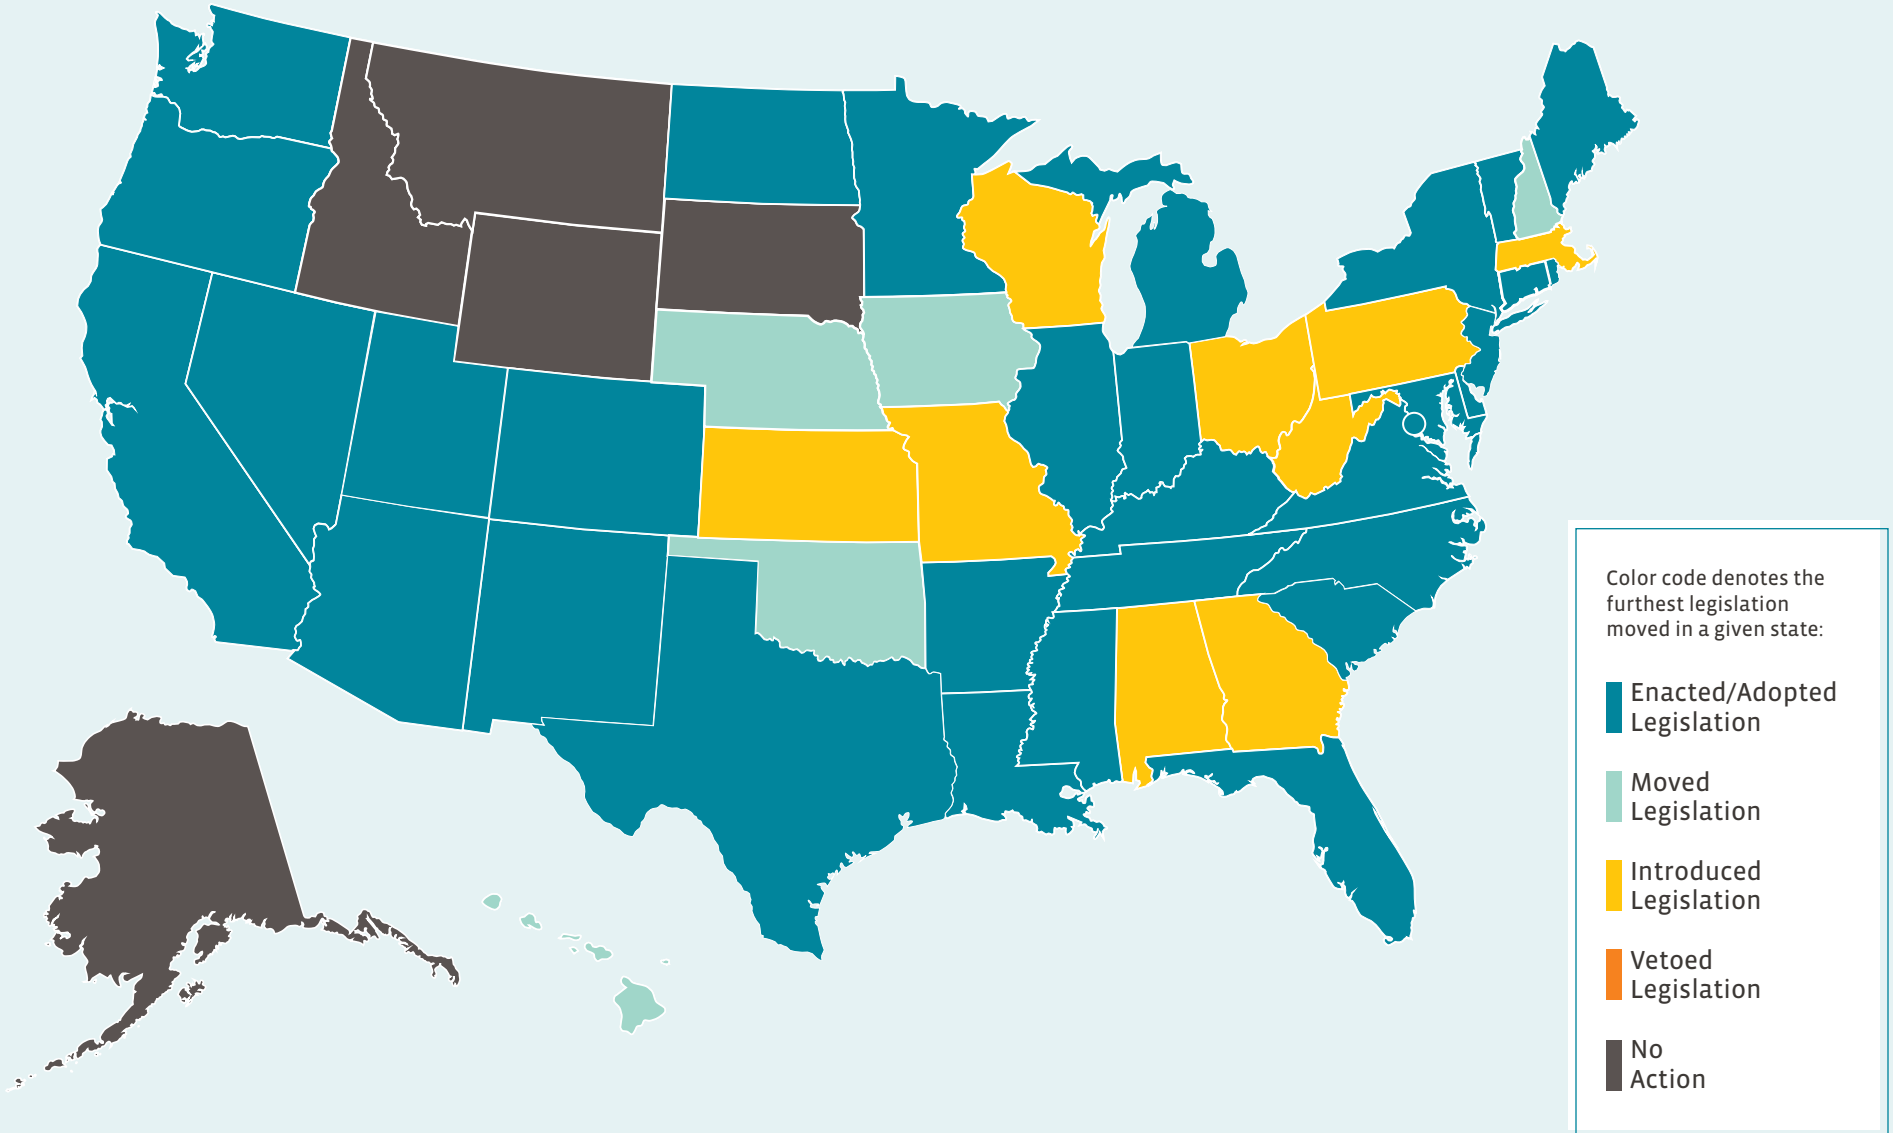 Color code denotes the
furthest legislation
moved in a given state:
Enacted/Adopted
Legislation
Moved
Legislation
Introduced
Legislation
Vetoed
Legislation
No
Action